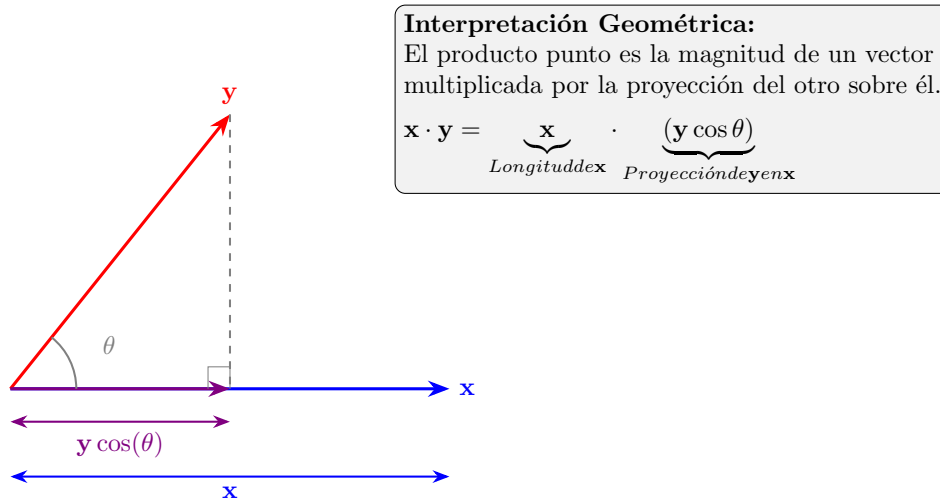 Interpretación Geométrica:
El producto punto es la magnitud de un vector
multiplicada por la proyección del otro sobre él.
x · y = x · (y cos θ)
Longituddex Proyeccióndeyenx
y
θ
x
y cos(θ)
x